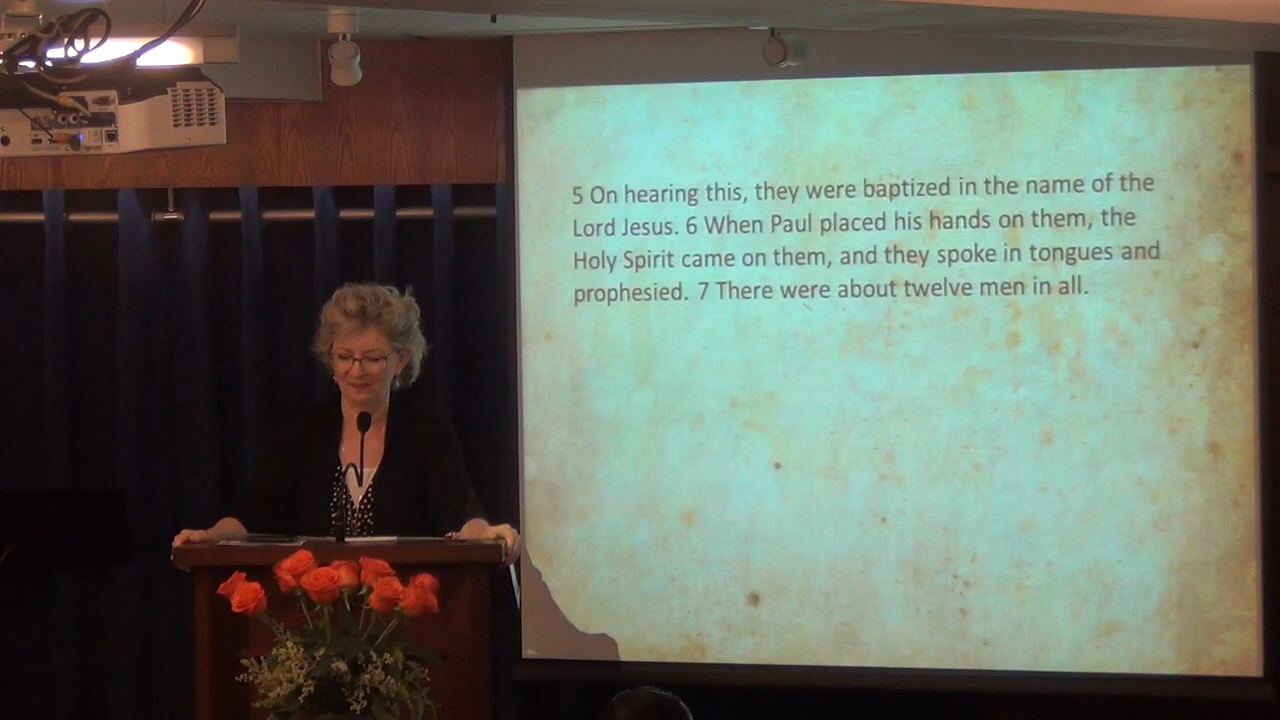 5 On hearing this, they were baptized in the name of the
Lord Jesus. 6 When Paul placed his hands on them, the
Holy Spirit came on them, and they spoke in tongues and
prophesied. 7 There were about twelve men in all.